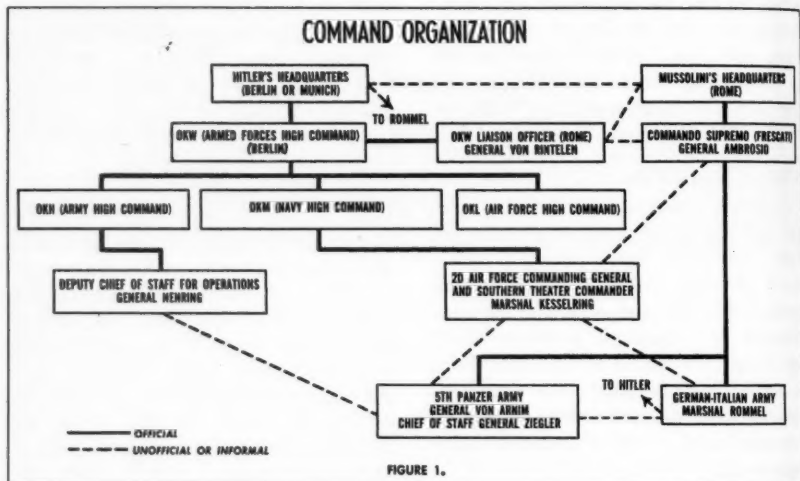 COMMAND ORGANIZATION
HITLER'S HEADQUARTERS
(BERLIN OR MUNICH)
MUSSOLINI'S HEADQUARTERS
(ROME)
TO ROMMEL
OKW (ARMED FORCES HIGH COMMAND)
(BERLIN)
OKW LIAISON OFFICER (ROME)
GENERAL VON RINTELEN
COMMANDO SUPREMO (FRESCATI)
GENERAL AMBROSIO
OKH (ARMY HIGH COMMAND)
OKM (NAVY HIGH COMMAND)
OKL (AIR FORCE HIGH COMMAND)
DEPUTY CHIEF OF STAFF FOR OPERATIONS
GENERAL NEHRING
2D AIR FORCE COMMANDING GENERAL
AND SOUTHERN THEATER COMMANDER
MARSHAL KESSELRING
5TH PANZER ARMY
GENERAL VON ARNIM
CHIEF OF STAFF GENERAL ZIEGLER
TO HITLER
GERMAN-ITALIAN ARMY
MARSHAL ROMMEL
OFFICIAL
UNOFFICIAL OR INFORMAL
FIGURE 1.